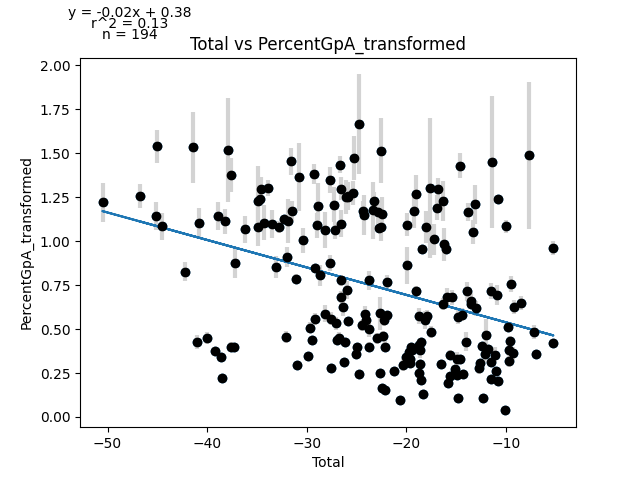 y = -0.02x + 0.38
r^2 = 0.13
n = 194
Total vs PercentGpA_transformed
2.00
1.75
1.50
1.25
1.00
0.75
0.50
0.25
0.00
PercentGpA_transformed
−50 −40 −30 −20 −10
Total